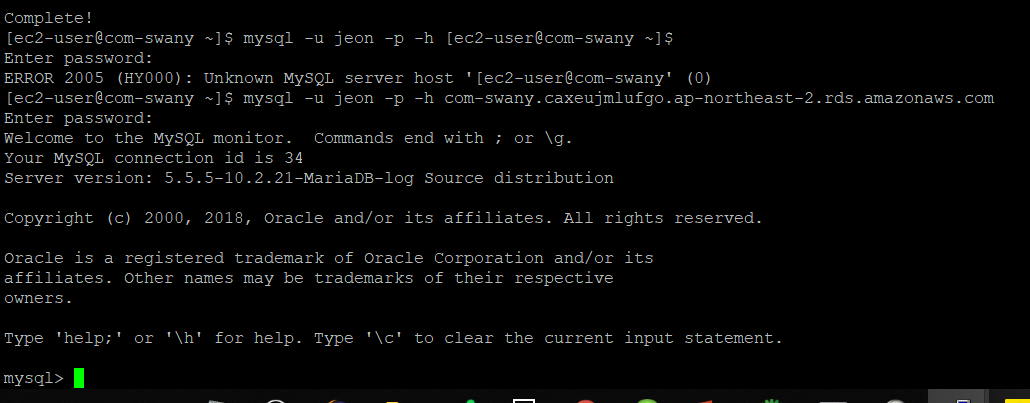 Complete!
[ec2-user@com-swany ~]$ mysql -u jeon -p -h [ec2-user@com-swany ~]$
Enter password:
ERROR 2005 (HY000): Unknown MySQL server host '[ec2-user@com-swany' (0)
[ec2-user@com-swany ~]$ mysql -u jeon -p -h com-swany.caxeujmlufgo.ap-northeast-2.rds.amazonaws.com
Enter password:
Welcome to the MySQL monitor.  Commands end with ; or \g.
Your MySQL connection id is 34
Server version: 5.5.5-10.2.21-MariaDB-log Source distribution
Copyright (c) 2000, 2018, Oracle and/or its affiliates. All rights reserved.
Oracle is a registered trademark of Oracle Corporation and/or its
affiliates. Other names may be trademarks of their respective
owners.
Type 'help;' or '\h' for help. Type '\c' to clear the current input statement.
mysql>